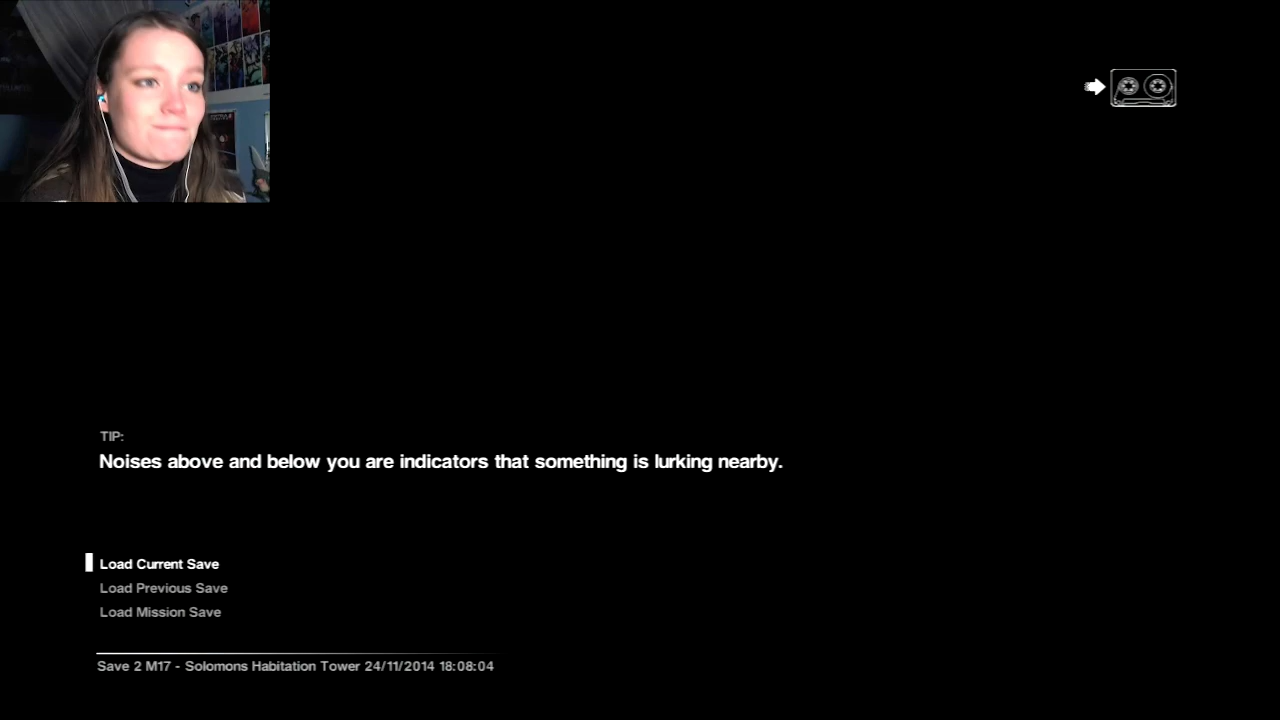 TIP:
Noises above and below you are indicators that something is lurking nearby.
Load Current Save
Load Previous Save
Load Mission Save
Save 2 M17 - Solomons Habitation Tower 24/11/2014 18:08:04